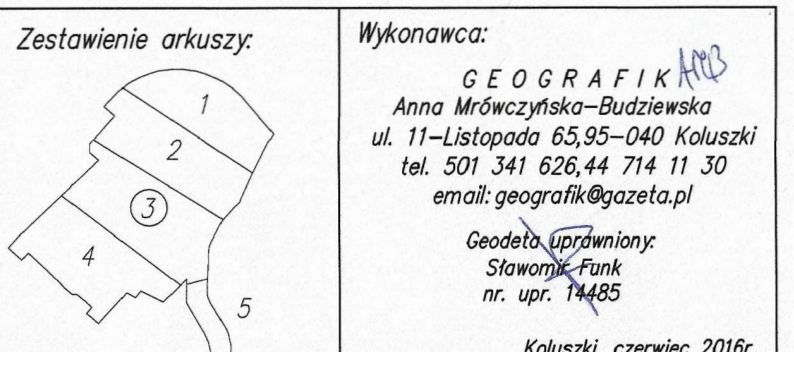 Zestawienie arkuszy:
1
2
3
4
5
Wykonawca:
G E O G R A F I K
Anna Mrówczyńska-Budziewska
ul. 11-Listopada 65,95-040 Koluszki
tel. 501 341 626,44 714 11 30
email: geografik@gazeta.pl
Geodeta uprawniony:
Sławomir Funk
nr. upr. 14485
Koluszki, czerwiec 2016r.